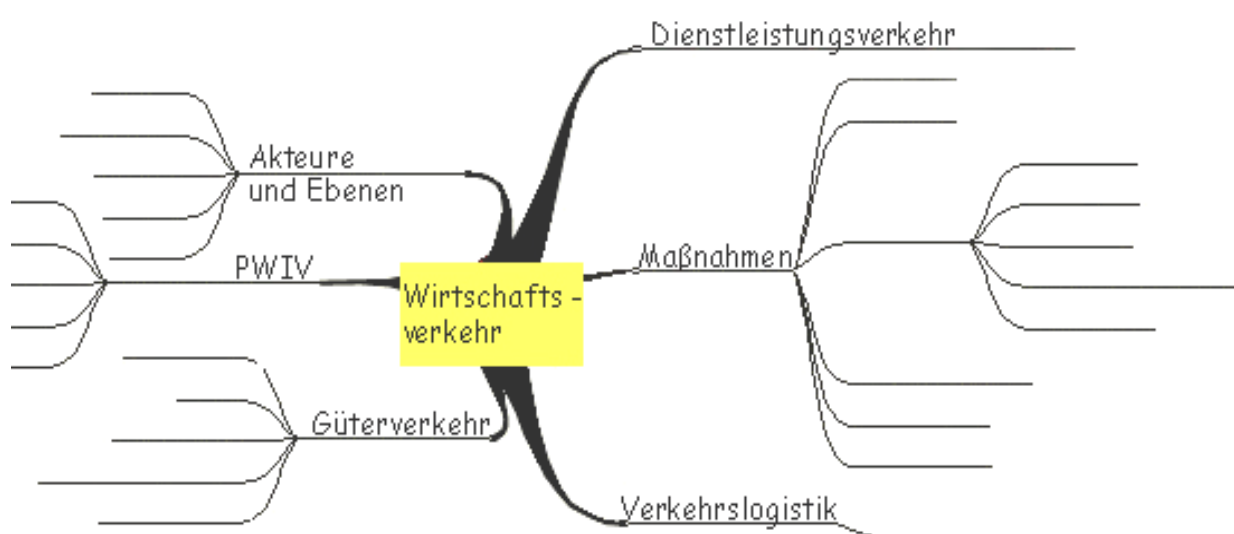 Dienstleistungsverkehr
Akteure
und Ebenen
PWIV
Maßnahmen
Wirtschafts -
verkehr
Güterverkehr
Verkehrslogistik